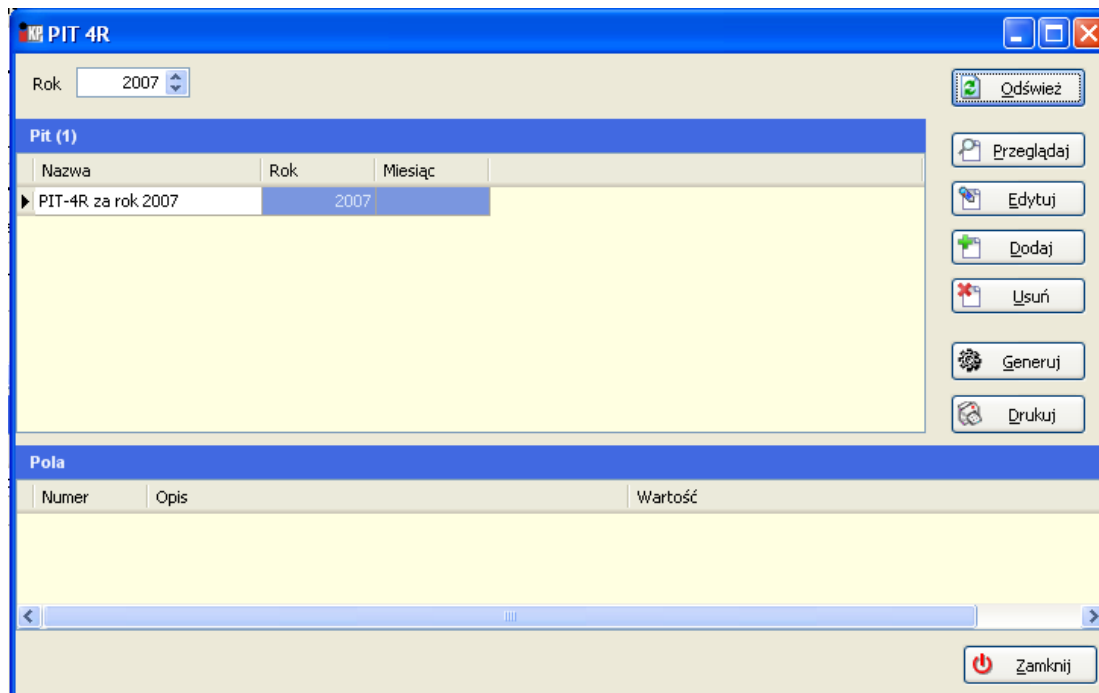 KP PIT 4R
Rok 2007
Odśwież
Pit (1)
Przeglądaj
Nazwa Rok Miesiąc
PIT-4R za rok 2007 2007
Edytuj
Dodaj
Usuń
Generuj
Drukuj
Pola
Numer Opis Wartość
Zamknij